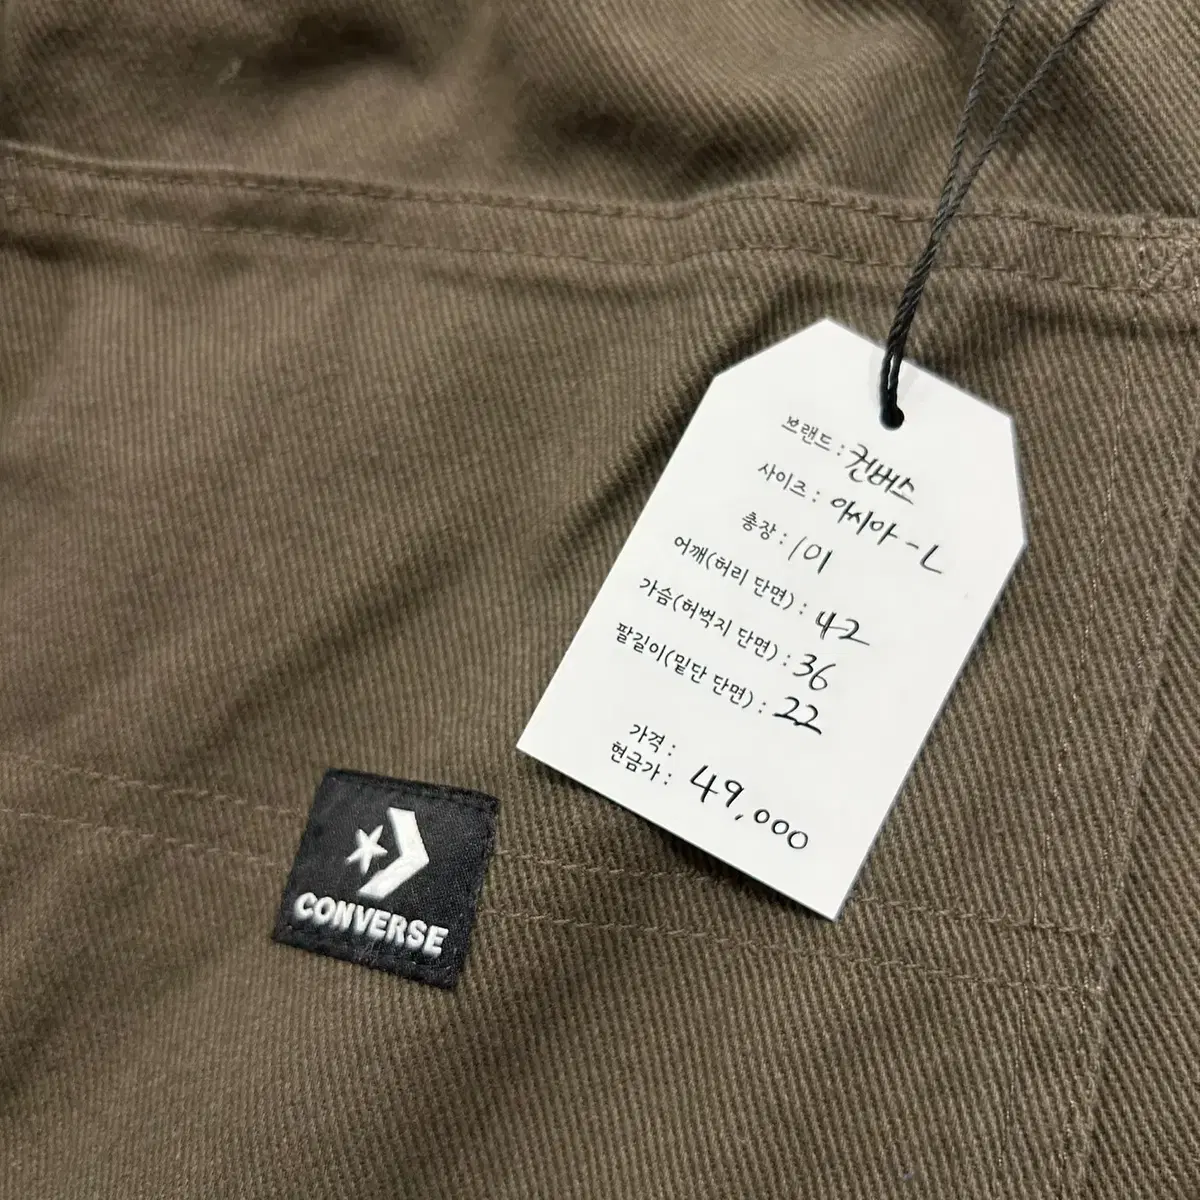 브랜드 : 컨버스
사이즈 : 아시아-L
총장 : 101
어깨(허리 단면) : 42
가슴(허벅지 단면) : 36
팔길이(밑단 단면) : 22
가격 :
현금가 : 49,000
CONVERSE